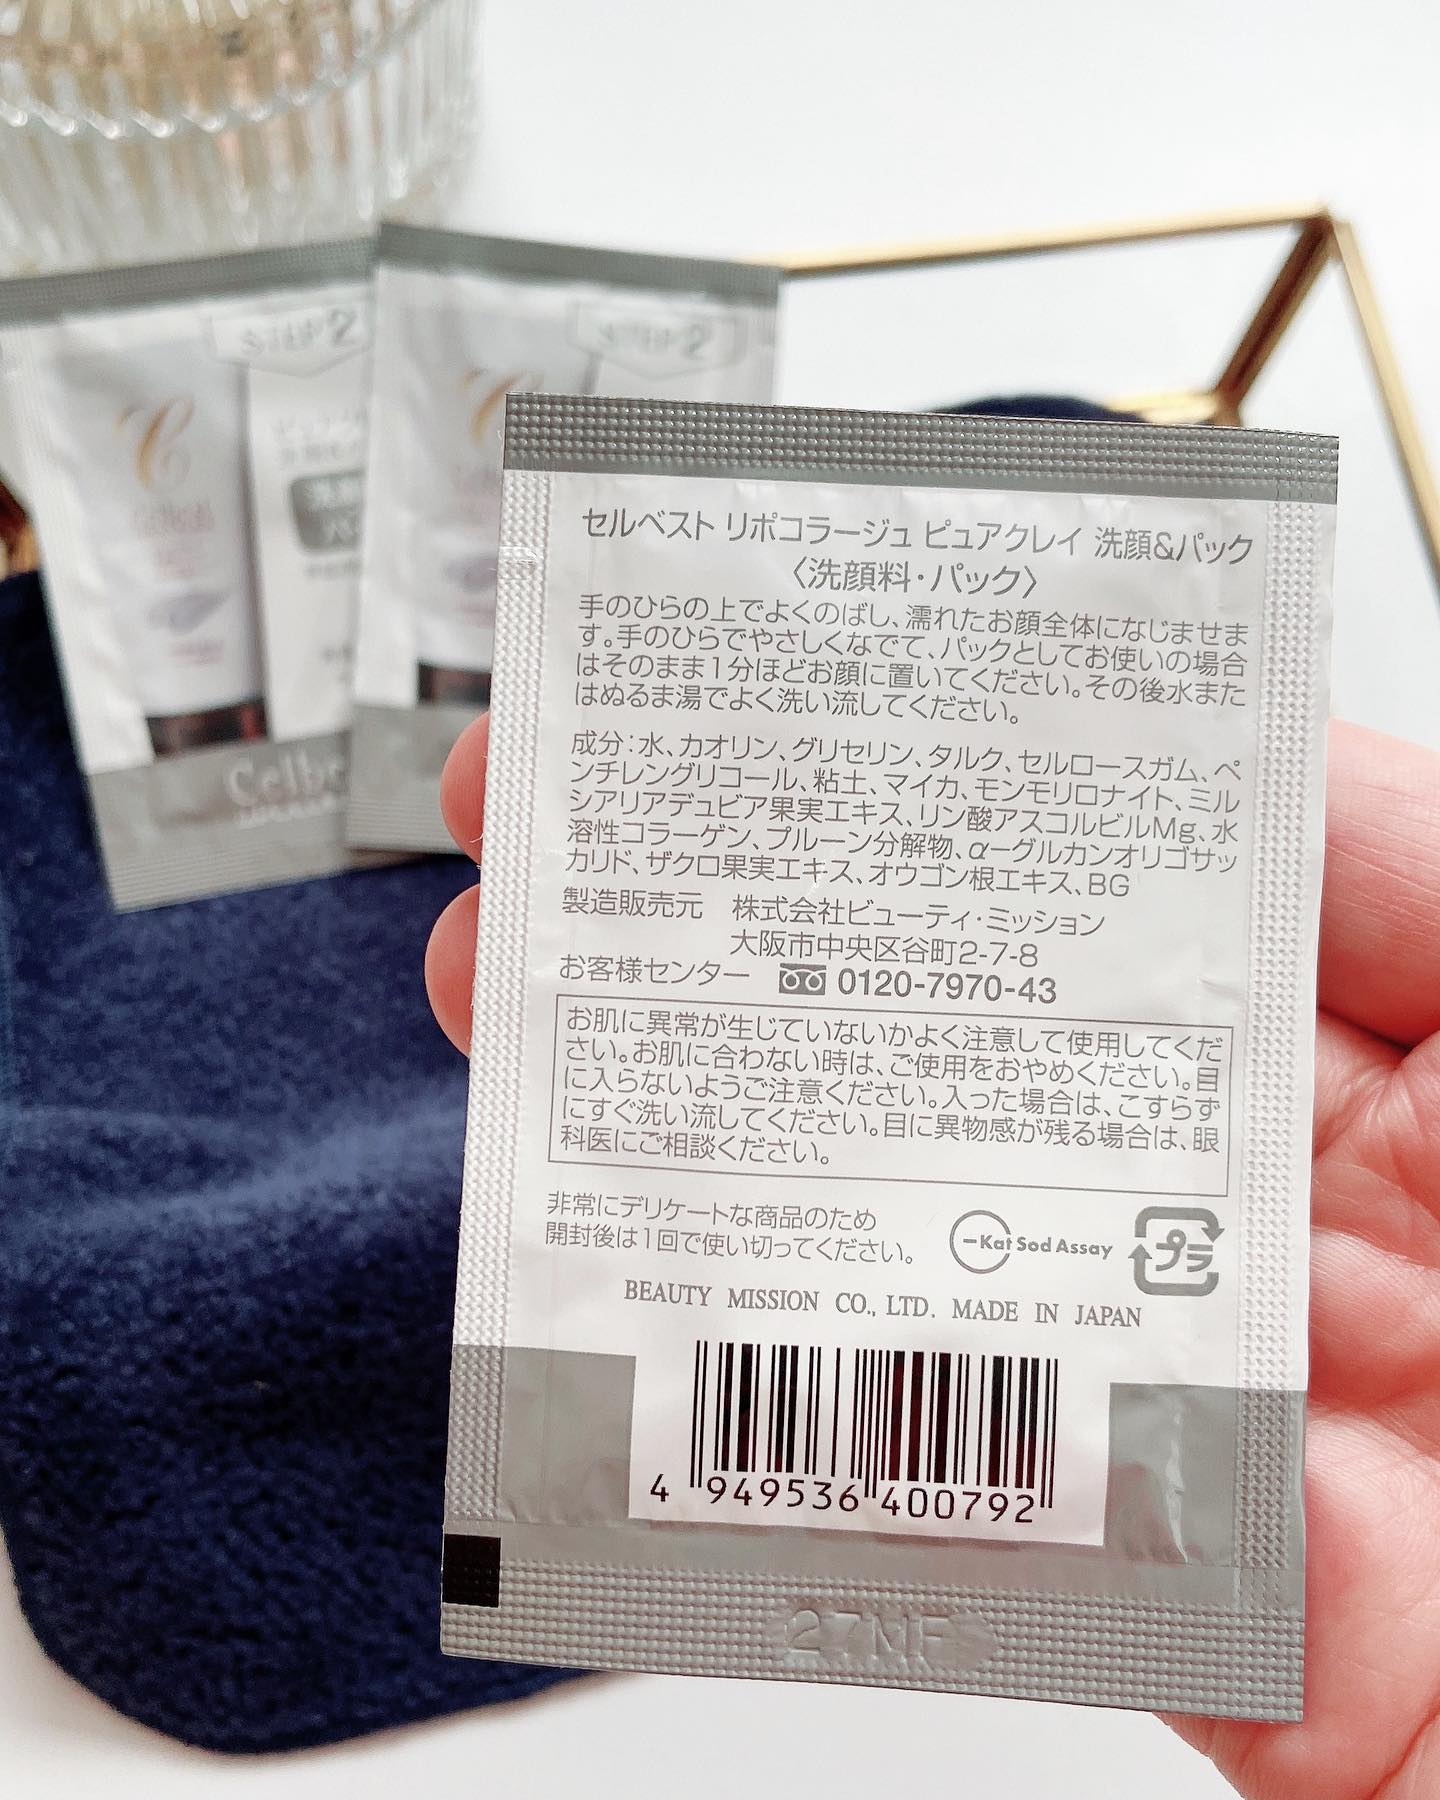 STEP 2
STEP 2
C
セルベスト リポコラージュ ピュアクレイ 洗顔&パック
〈洗顔料・パック〉
手のひらの上でよくのばし、濡れたお顔全体になじませま
す。手のひらでやさしくなでて、パックとしてお使いの場合
はそのまま1分ほどお顔に置いてください。その後水また
はぬるま湯でよく洗い流してください。
成分:水、カオリン、グリセリン、タルク、セルロースガム、ペ
ンチレングリコール、粘土、マイカ、モンモリロナイト、ミル
シアリアデュビア果実エキス、リン酸アスコルビルMg、水
溶性コラーゲン、プルーン分解物、α-グルカンオリゴサッ
カリド、ザクロ果実エキス、オウゴン根エキス、BG
製造販売元 株式会社ビューティ・ミッション
大阪市中央区谷町2-7-8
お客様センター 0120-7970-43
お肌に異常が生じていないかよく注意して使用してくだ
さい。お肌に合わない時は、ご使用をおやめください。目
に入らないようご注意ください。入った場合は、こすらず
にすぐ洗い流してください。目に異物感が残る場合は、眼
科医にご相談ください。
非常にデリケートな商品のため
開封後は1回で使い切ってください。
Kat Sod Assay
プラ
BEAUTY MISSION CO., LTD. MADE IN JAPAN
4 949536 400792
27MF